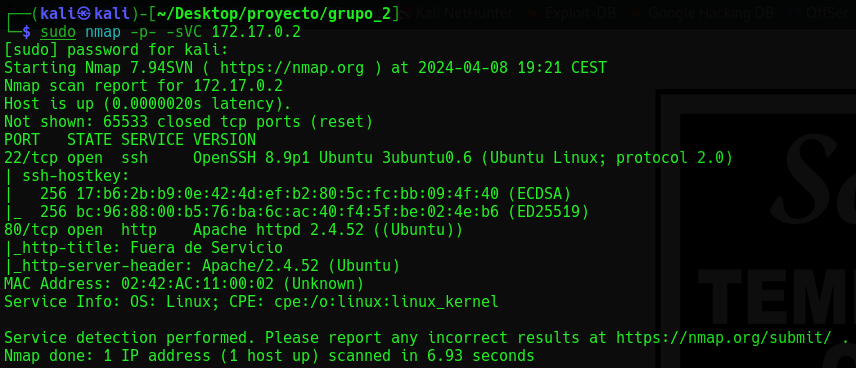 ┌──(kali㉿kali)-[~/Desktop/proyecto/grupo_2]
└─$ sudo nmap -p- -sVC 172.17.0.2
[sudo] password for kali:
Starting Nmap 7.94SVN ( https://nmap.org ) at 2024-04-08 19:21 CEST
Nmap scan report for 172.17.0.2
Host is up (0.0000020s latency).
Not shown: 65533 closed tcp ports (reset)
PORT   STATE SERVICE VERSION
22/tcp open  ssh     OpenSSH 8.9p1 Ubuntu 3ubuntu0.6 (Ubuntu Linux; protocol 2.0)
| ssh-hostkey:
|   256 17:b6:2b:b9:0e:42:4d:ef:b2:80:5c:fc:bb:09:4f:40 (ECDSA)
|_  256 bc:96:88:00:b5:76:ba:6c:ac:40:f4:5f:be:02:4e:b6 (ED25519)
80/tcp open  http    Apache httpd 2.4.52 ((Ubuntu))
|_http-title: Fuera de Servicio
|_http-server-header: Apache/2.4.52 (Ubuntu)
MAC Address: 02:42:AC:11:00:02 (Unknown)
Service Info: OS: Linux; CPE: cpe:/o:linux:linux_kernel

Service detection performed. Please report any incorrect results at https://nmap.org/submit/ .
Nmap done: 1 IP address (1 host up) scanned in 6.93 seconds
Kali NetHunter Exploit-DB Google Hacking DB OffSec
TEM